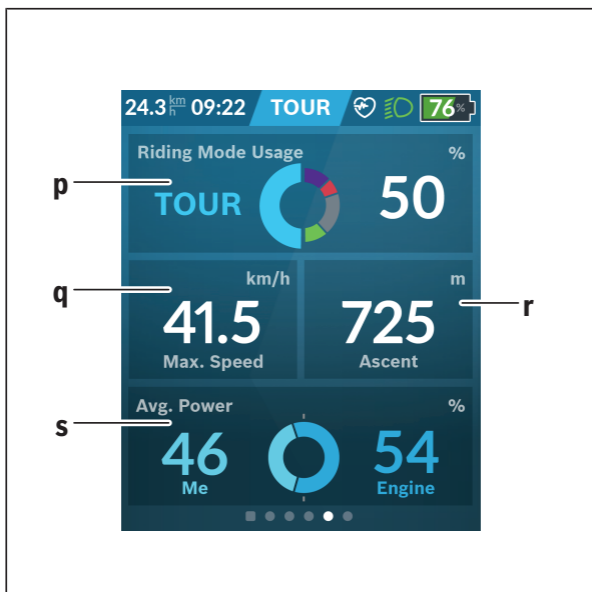 24.3 km/h 09:22 TOUR 76%
Riding Mode Usage %
p
TOUR 50
q
km/h
41.5
Max. Speed
m
725
Ascent
r
s
Avg. Power %
46 54
Me Engine